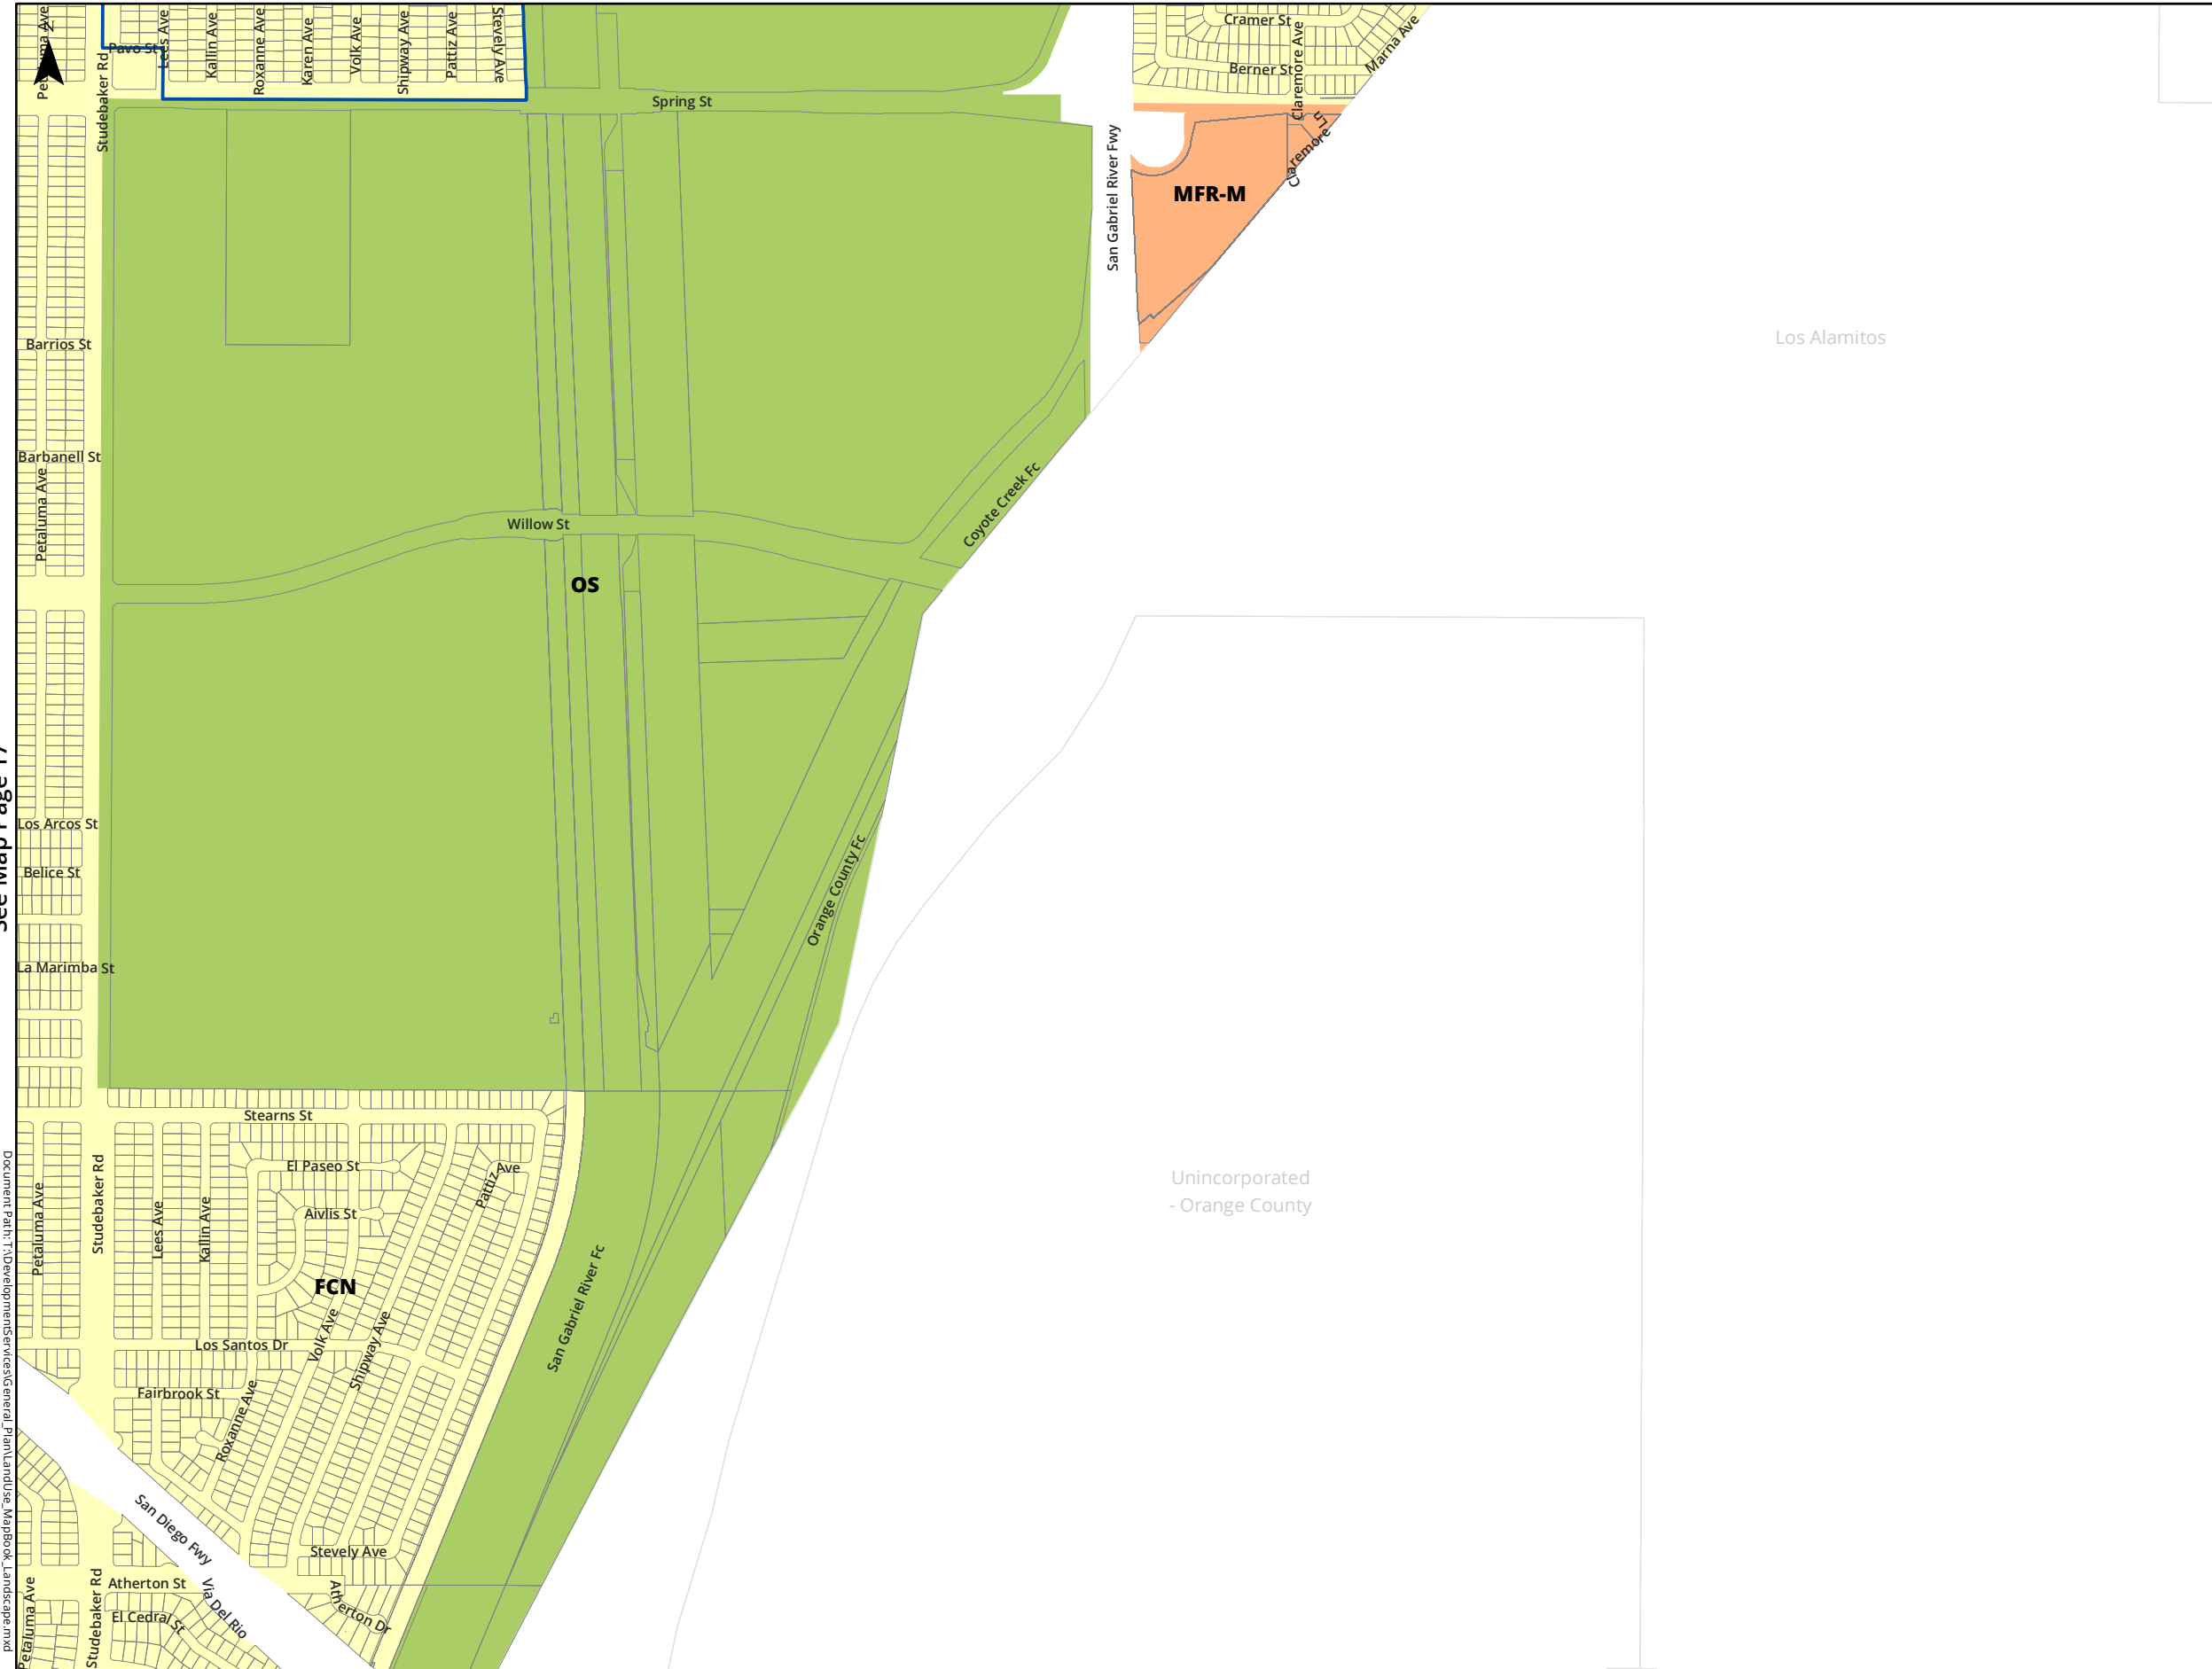 Petaluma Ave
N
Pavo St
Lees Ave
Kallin Ave
Roxanne Ave
Karen Ave
Volk Ave
Shipway Ave
Pattiz Ave
Stevely Ave
Cramer St
Claremore Ave
Marna Ave
Berner St
Studebaker Rd
Spring St
San Gabriel River Fwy
Claremore Ln
MFR-M
Los Alamitos
Barrios St
Barbanell St
Petaluma Ave
Coyote Creek Fc
Willow St
OS
See Map Page 17
Los Arcos St
Belice St
Orange County Fc
La Marimba St
Stearns St
El Paseo St
Pattiz Ave
Aivlis St
Petaluma Ave
Studebaker Rd
Lees Ave
Kallin Ave
Unincorporated
- Orange County
FCN
San Gabriel River Fc
Volk Ave
Shipway Ave
Los Santos Dr
Fairbrook St
Roxanne Ave
San Diego Fwy
Stevely Ave
Atherton St
Via Del Rio
Atherton Dr
El Cedral St
Petaluma Ave
Studebaker Rd
Document Path: T:\DevelopmentServices\General_Plan\LandUse_MapBook_Landscape.mxd